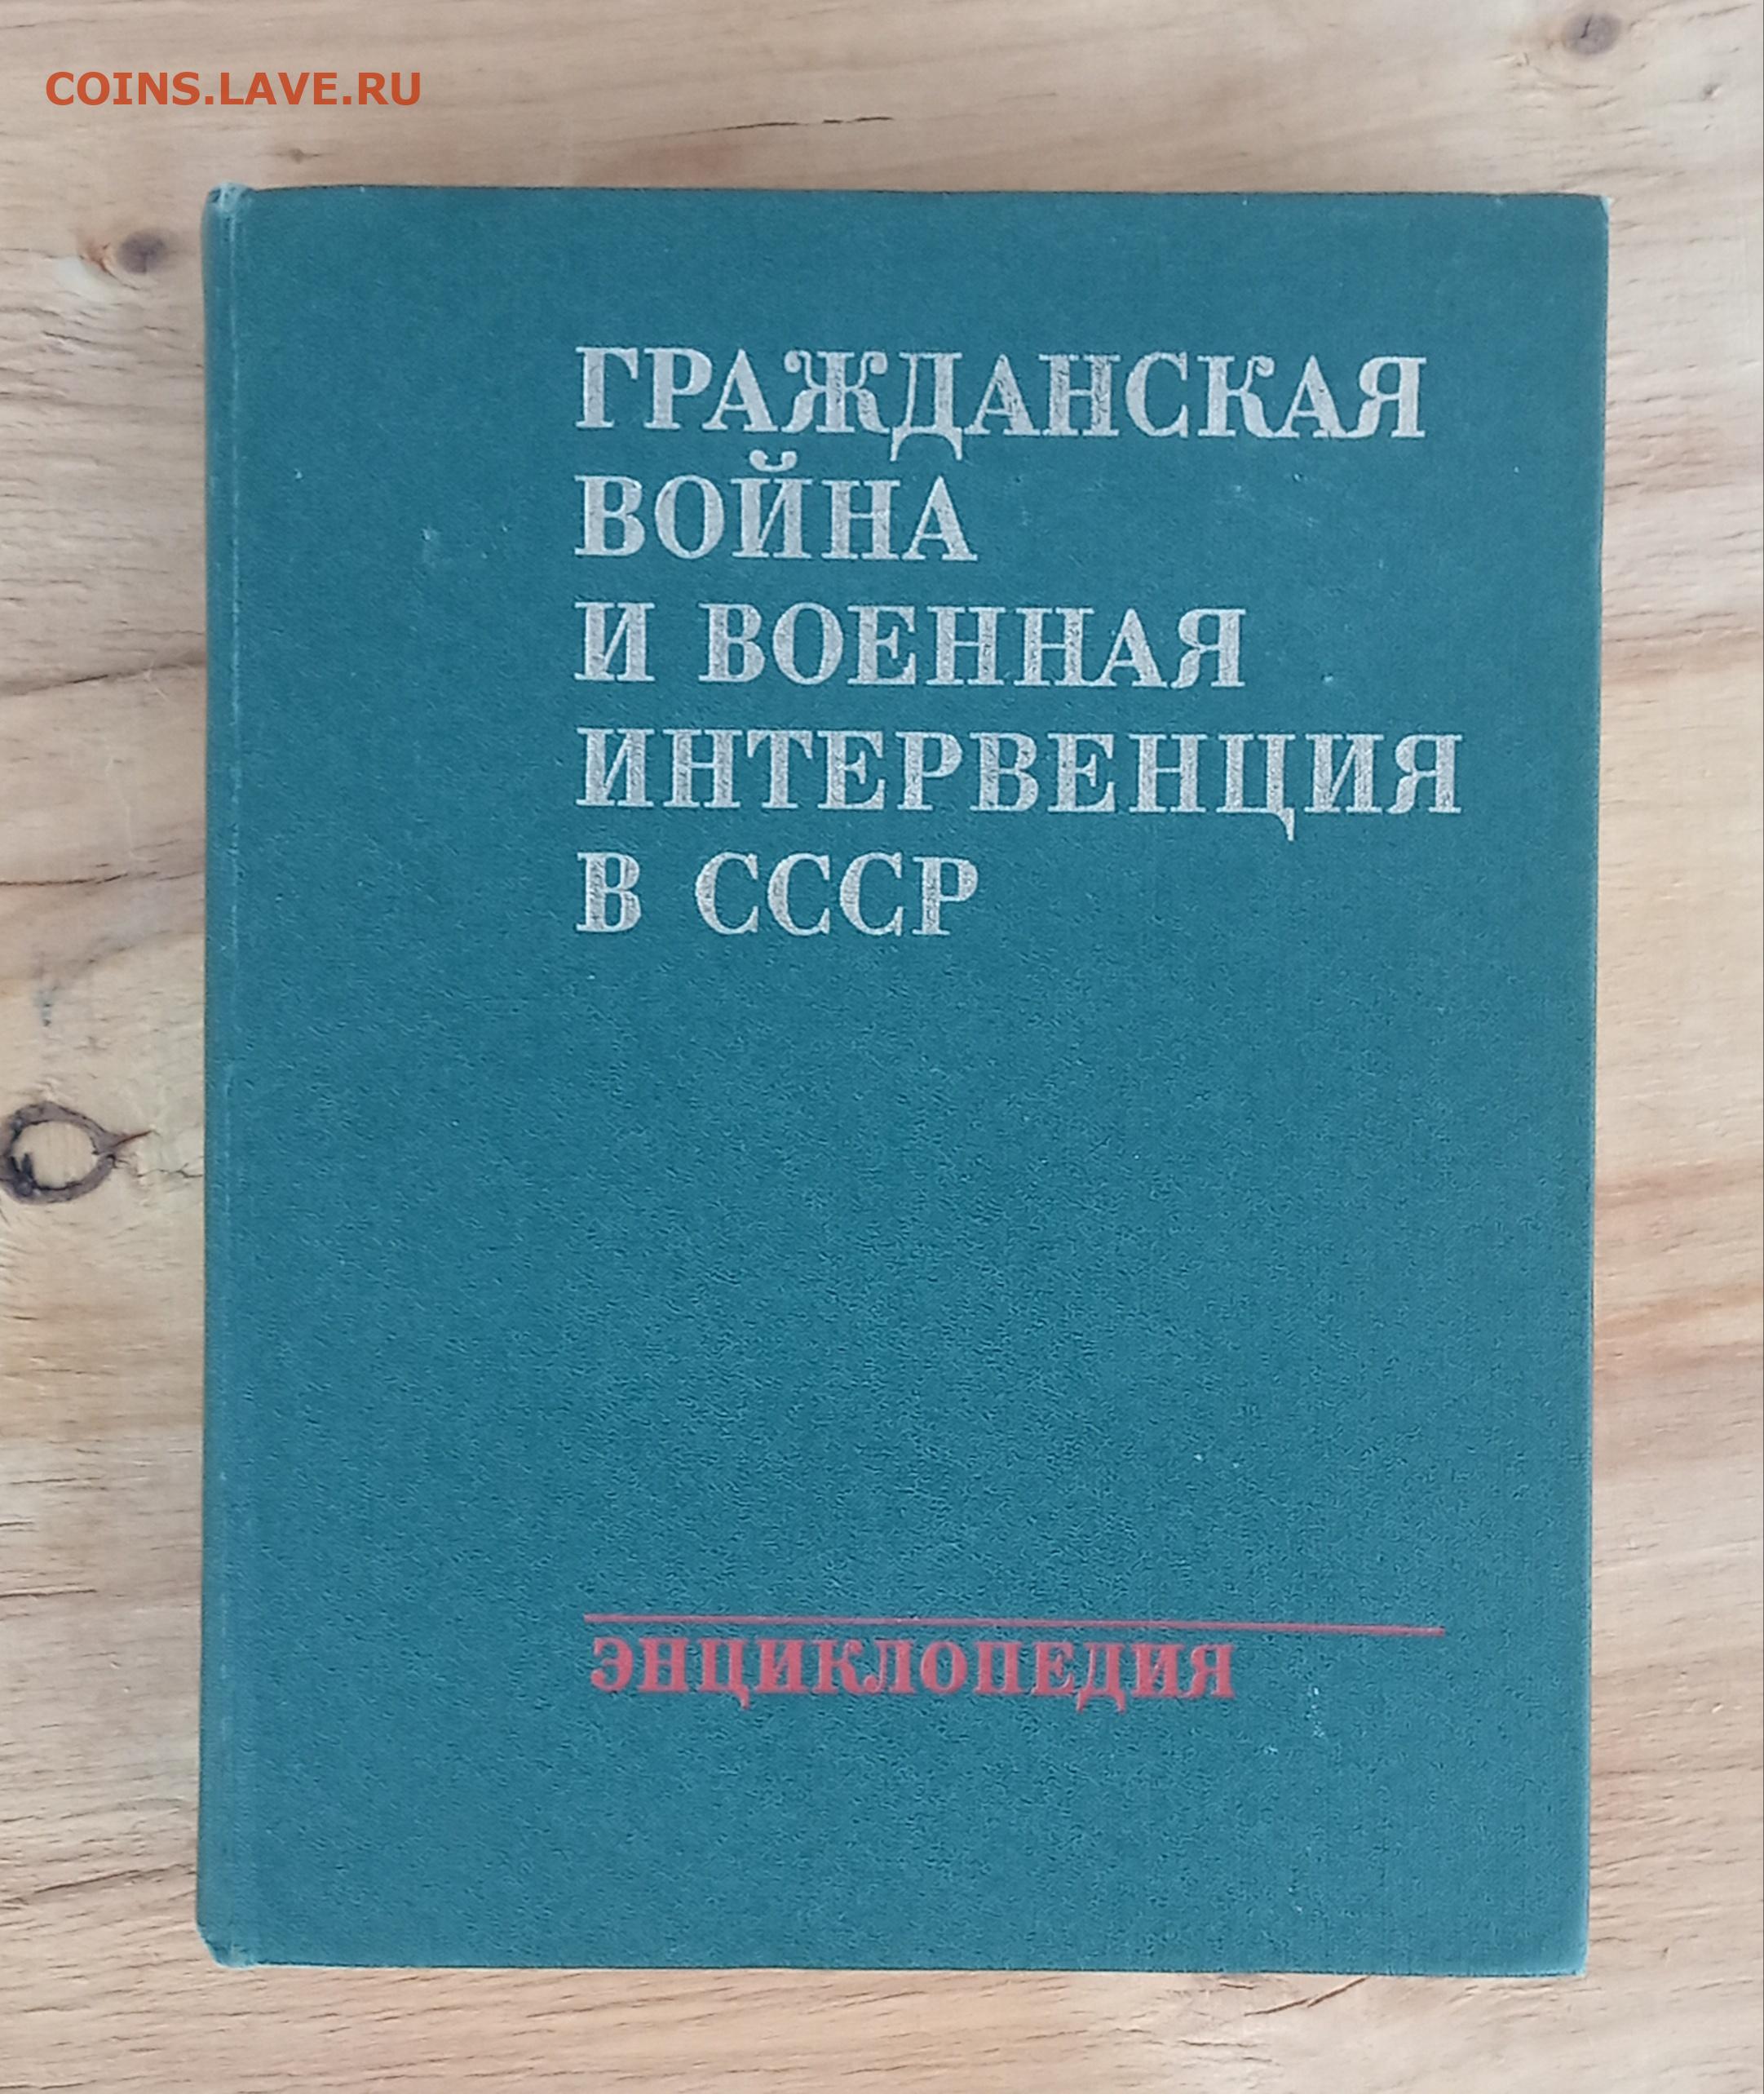 COINS.LAVE.RU
ГРАЖДАНСКАЯ
ВОЙНА
И ВОЕННАЯ
ИНТЕРВЕНЦИЯ
В СССР
ЭНЦИКЛОПЕДИЯ